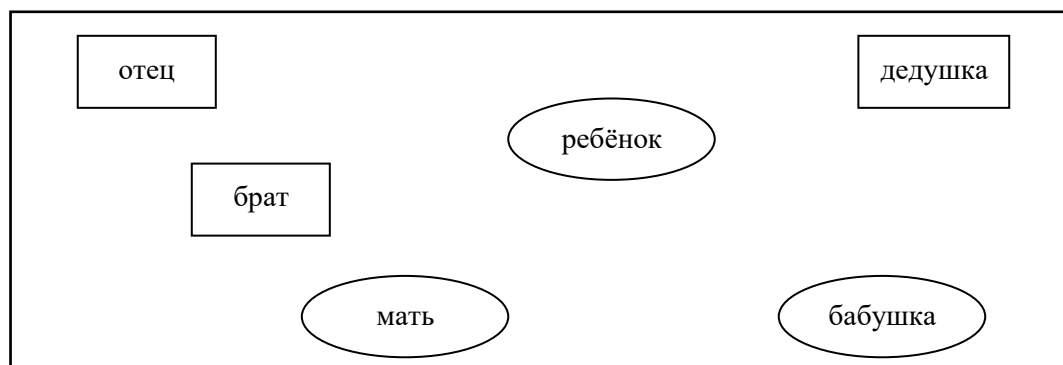 отец
дедушка
ребёнок
брат
мать
бабушка